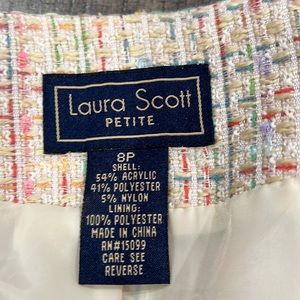 Laura Scott
PETITE
8P
SHELL:
54% ACRYLIC
41% POLYESTER
5% NYLON
LINING:
100% POLYESTER
MADE IN CHINA
RN#15099
CARE SEE
REVERSE